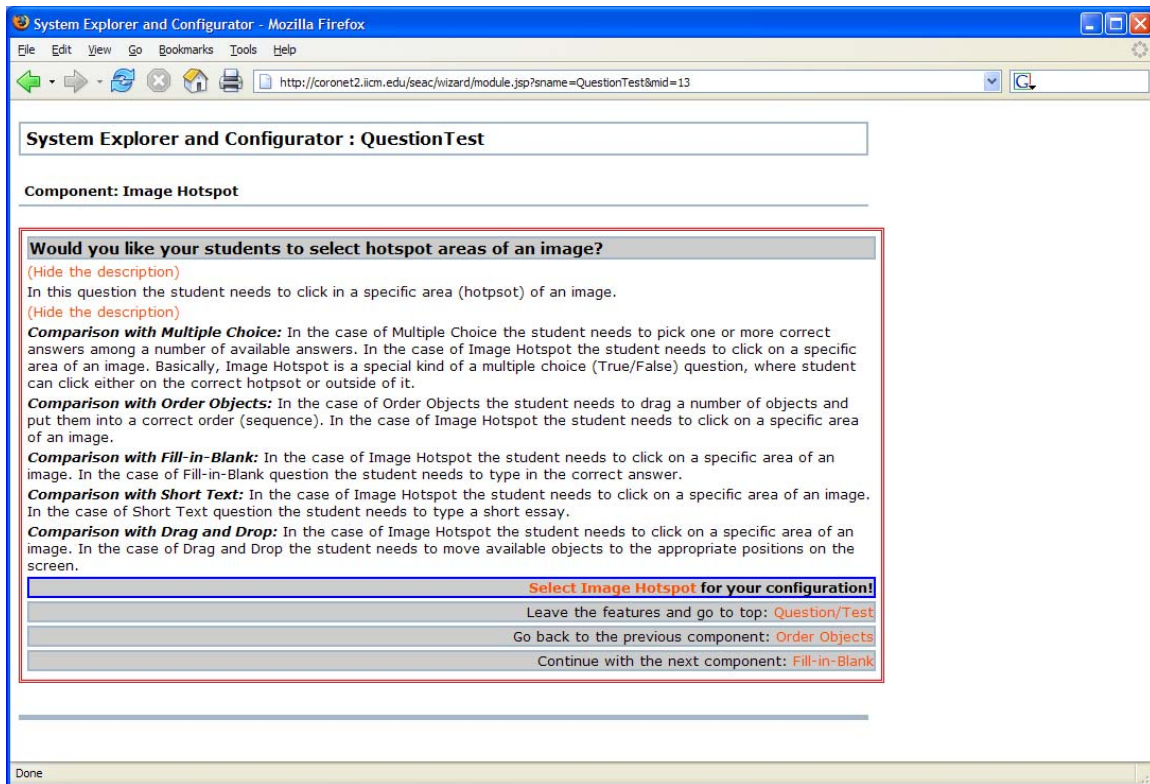 System Explorer and Configurator - Mozilla Firefox
File Edit View Go Bookmarks Tools Help
http://coronet2.iicm.edu/seac/wizard/module.jsp?sname=QuestionTest&mid=13
G
System Explorer and Configurator : QuestionTest
Component: Image Hotspot
Would you like your students to select hotspot areas of an image?
(Hide the description)
In this question the student needs to click in a specific area (hotpsot) of an image.
(Hide the description)
Comparison with Multiple Choice: In the case of Multiple Choice the student needs to pick one or more correct
answers among a number of available answers. In the case of Image Hotspot the student needs to click on a specific
area of an image. Basically, Image Hotspot is a special kind of a multiple choice (True/False) question, where student
can click either on the correct hotpsot or outside of it.
Comparison with Order Objects: In the case of Order Objects the student needs to drag a number of objects and
put them into a correct order (sequence). In the case of Image Hotspot the student needs to click on a specific area
of an image.
Comparison with Fill-in-Blank: In the case of Image Hotspot the student needs to click on a specific area of an
image. In the case of Fill-in-Blank question the student needs to type in the correct answer.
Comparison with Short Text: In the case of Image Hotspot the student needs to click on a specific area of an image.
In the case of Short Text question the student needs to type a short essay.
Comparison with Drag and Drop: In the case of Image Hotspot the student needs to click on a specific area of an
image. In the case of Drag and Drop the student needs to move available objects to the appropriate positions on the
screen.
Select Image Hotspot for your configuration!
Leave the features and go to top: Question/Test
Go back to the previous component: Order Objects
Continue with the next component: Fill-in-Blank
Done